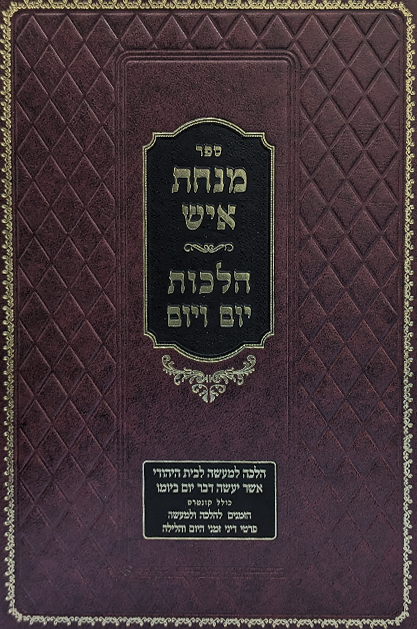 ספר
מנחת
איש
הלכות
יום ויום
הלכה למעשה לבית היהודי
אשר יעשה דבר יום ביומו
כולל קונטרס
הזמנים להלכה ולמעשה
פרטי דיני זמני היום והלילה